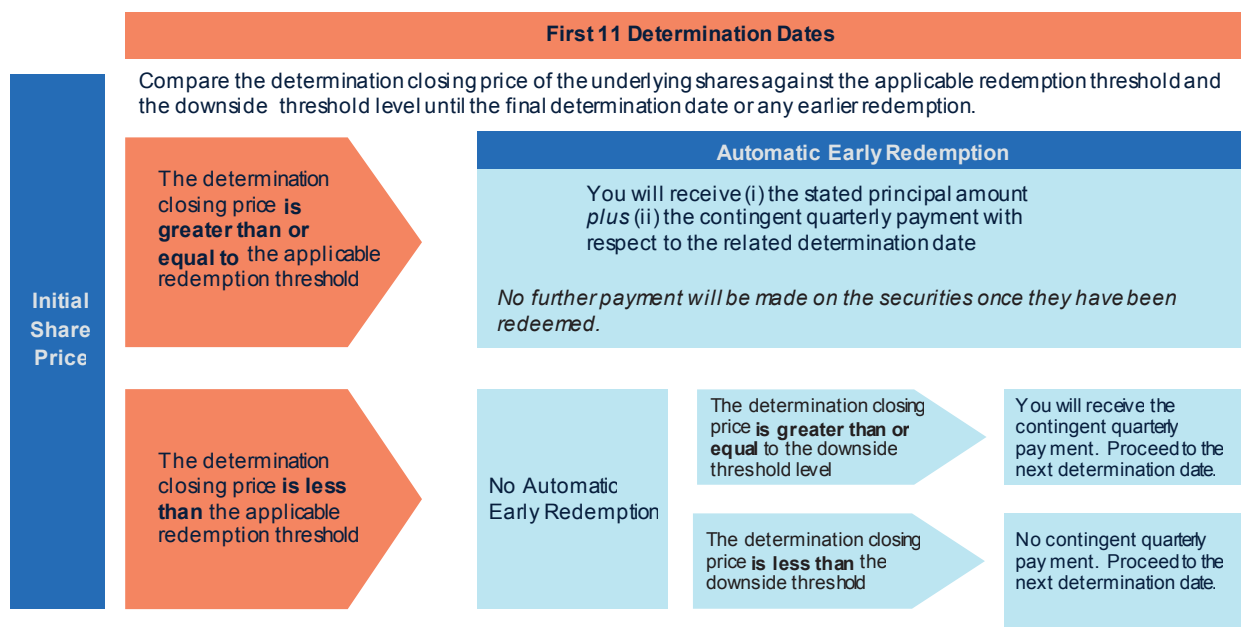 First 11 Determination Dates
Compare the determination closing price of the underlying shares against the applicable redemption threshold and
the downside threshold level until the final determination date or any earlier redemption.
Initial
Share
Price
The determination
closing price is
greater than or
equal to the applicable
redemption threshold
Automatic Early Redemption
You will receive (i) the stated principal amount
plus (ii) the contingent quarterly payment with
respect to the related determination date
No further payment will be made on the securities once they have been
redeemed.
The determination
closing price is less
than the applicable
redemption threshold
No Automatic
Early Redemption
The determination closing
price is greater than or
equal to the downside
threshold level
You will receive the
contingent quarterly
payment. Proceed to the
next determination date.
The determination closing
price is less than the
downside threshold
No contingent quarterly
payment. Proceed to the
next determination date.